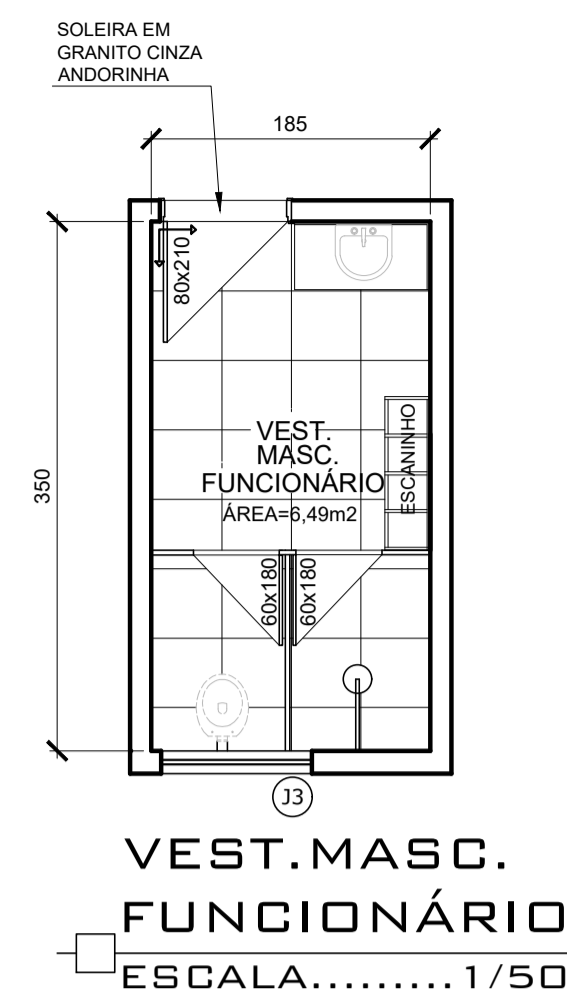 SOLEIRA EM
GRANITO CINZA
ANDORINHA
185
80x210
350
VEST.
MASC.
FUNCIONÁRIO
ÁREA=6,49m2
ESCANINHO
60x180
60x180
J3
VEST.MASC.
FUNCIONÁRIO
ESCALA.........1/50